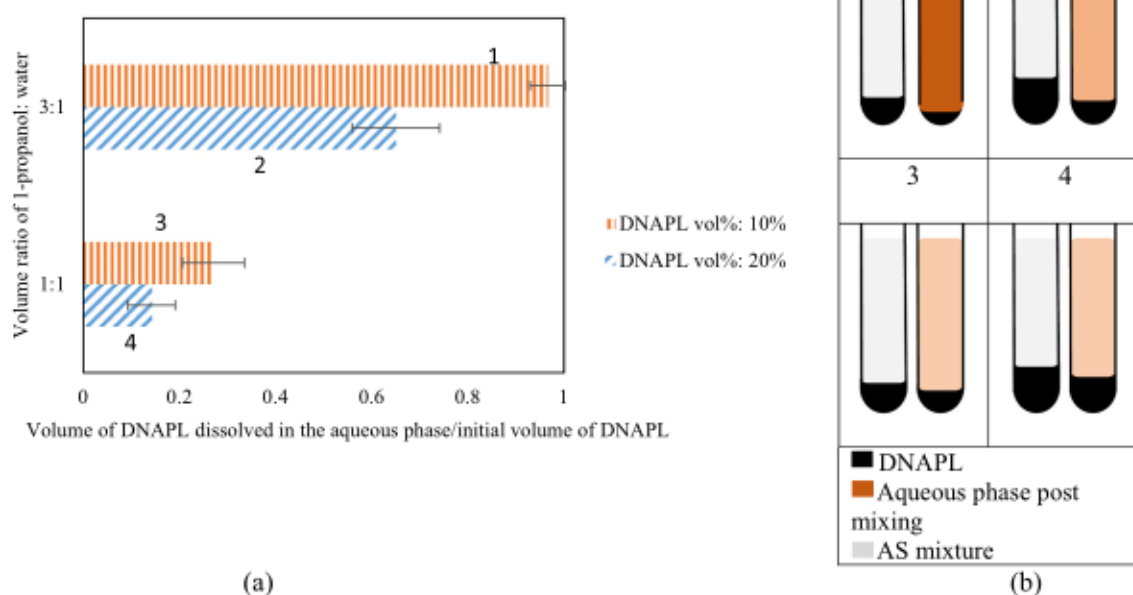 Volume ratio of 1-propanol: water
3:1
1:1
1
2
3
4
0 0.2 0.4 0.6 0.8 1
Volume of DNAPL dissolved in the aqueous phase/initial volume of DNAPL
DNAPL vol%: 10%
DNAPL vol%: 20%
(a)
3 4
DNAPL
Aqueous phase post
mixing
AS mixture
(b)